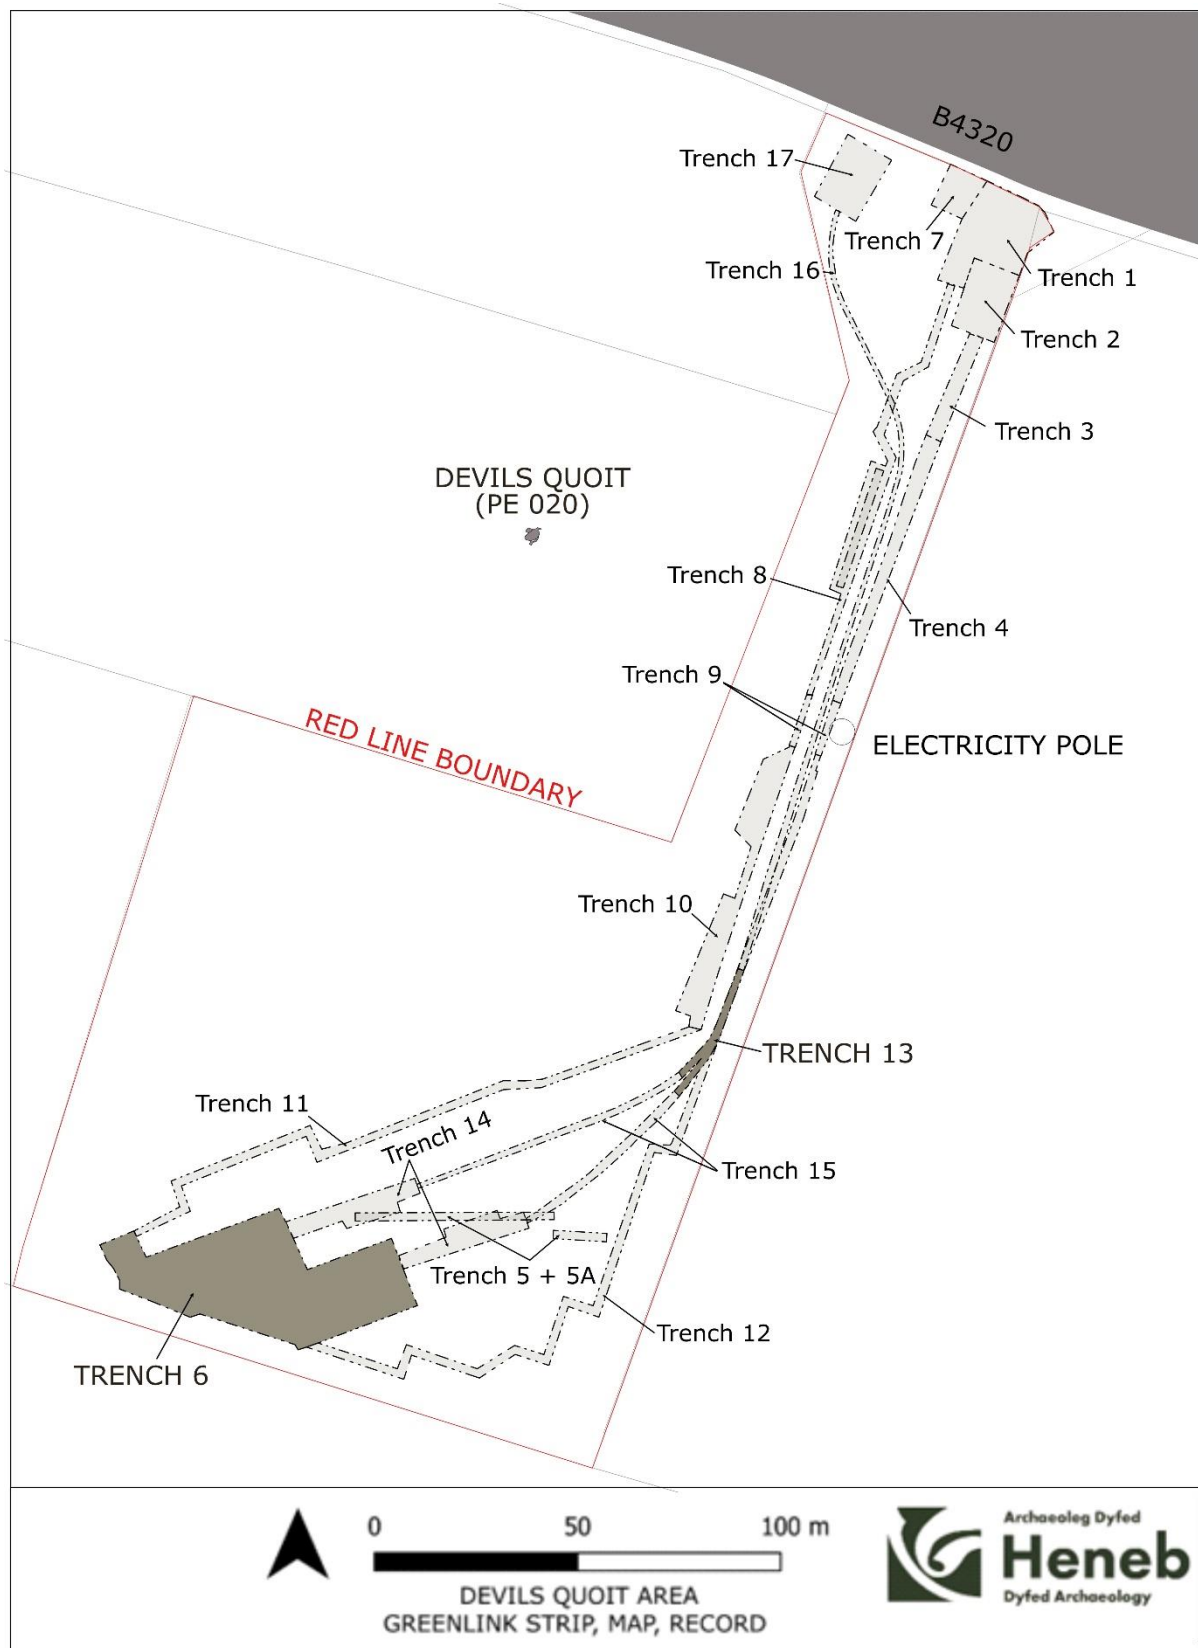 B4320
Trench 17
Trench 7
Trench 16
Trench 1
Trench 2
Trench 3
DEVILS QUOIT
(PE 020)
Trench 8
Trench 4
Trench 9
RED LINE BOUNDARY
ELECTRICITY POLE
Trench 10
TRENCH 13
Trench 11
Trench 14
Trench 15
Trench 5 + 5A
Trench 12
TRENCH 6
0 50 100 m
DEVILS QUOIT AREA
GREENLINK STRIP, MAP, RECORD
Archaeoleg Dyfed
Heneb
Dyfed Archaeology